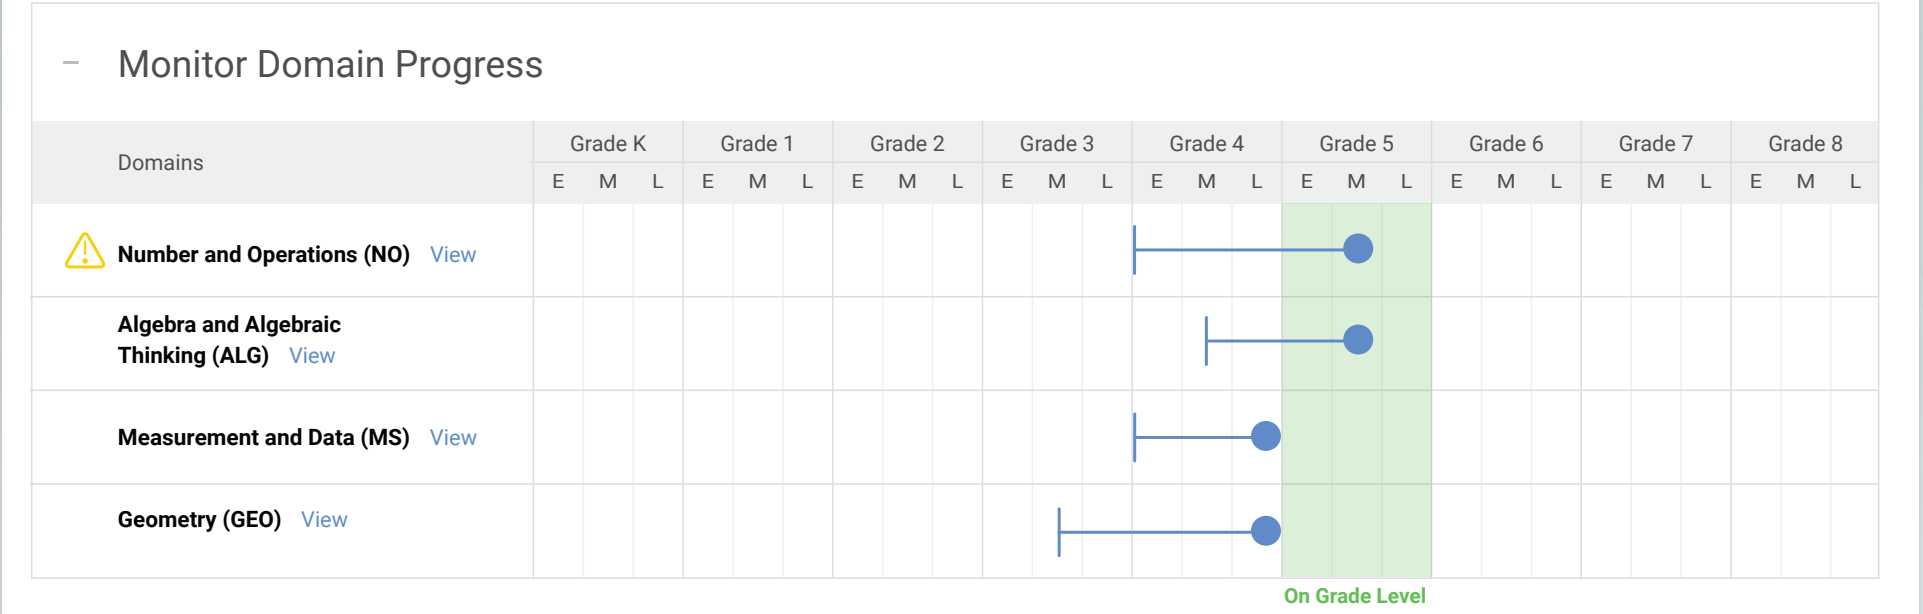 Monitor Domain Progress
Domains
Grade K Grade 1 Grade 2 Grade 3 Grade 4 Grade 5 Grade 6 Grade 7 Grade 8
E M L E M L E M L E M L E M L E M L E M L E M L E M L
Number and Operations (NO) View
Algebra and Algebraic
Thinking (ALG) View
Measurement and Data (MS) View
Geometry (GEO) View
On Grade Level